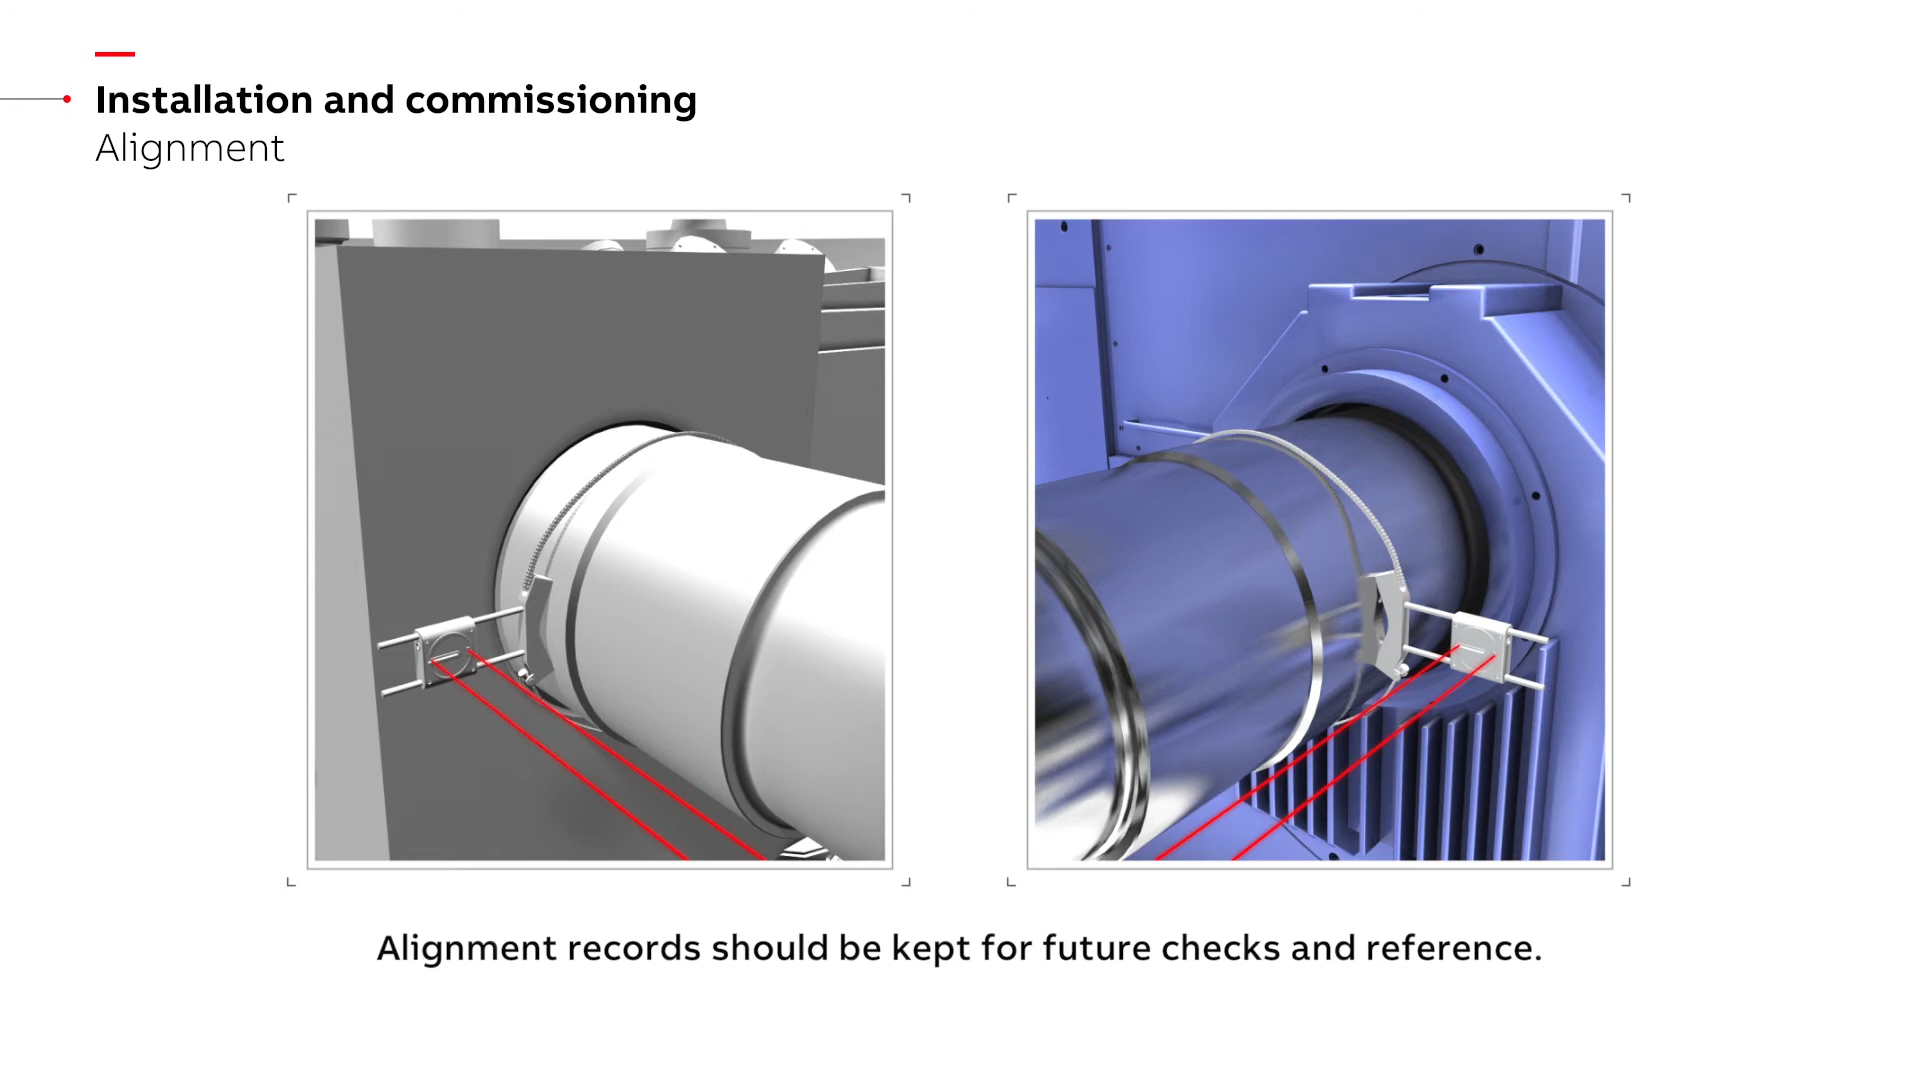 Installation and commissioning
Alignment
Alignment records should be kept for future checks and reference.